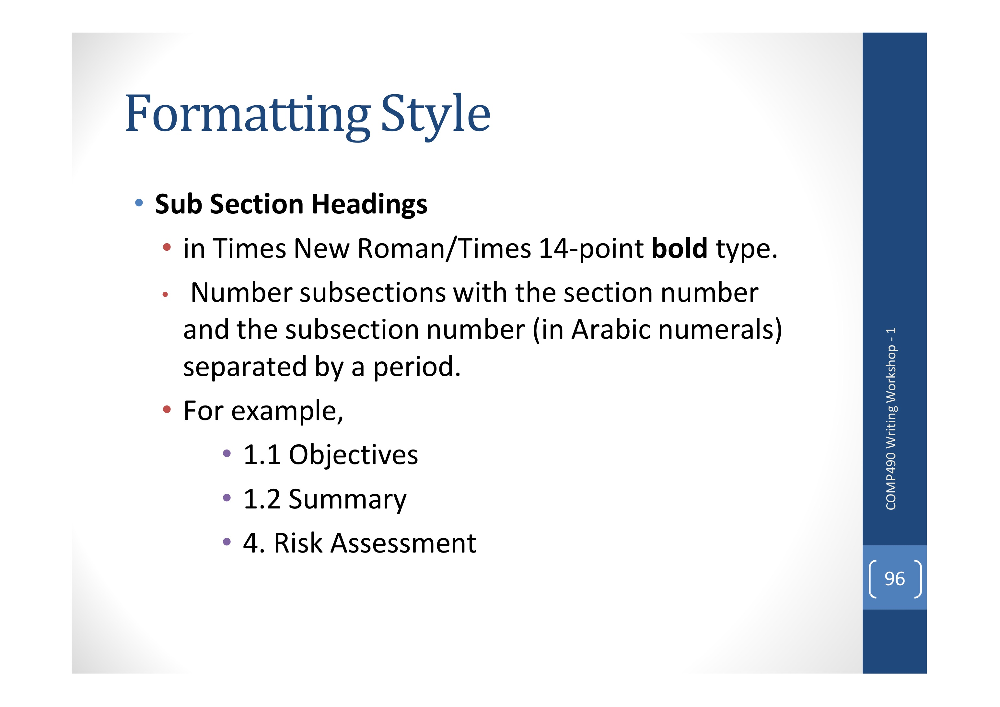 Formatting Style
• Sub Section Headings
• in Times New Roman/Times 14-point bold type.
• Number subsections with the section number
and the subsection number (in Arabic numerals)
separated by a period.
• For example,
• 1.1 Objectives
• 1.2 Summary
• 4. Risk Assessment
COMP490 Writing Workshop - 1
96